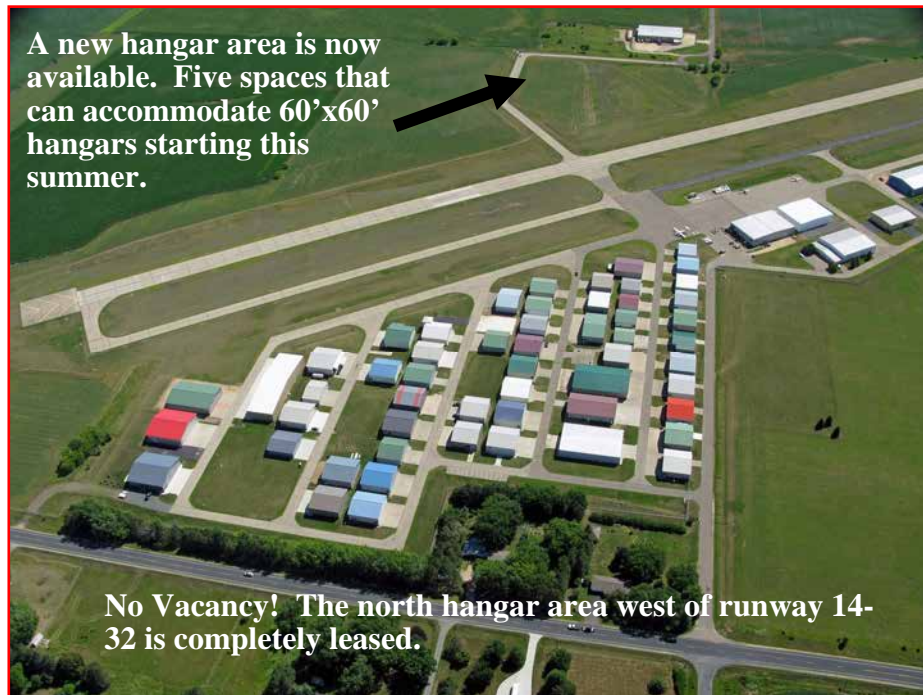 A new hangar area is now
available.  Five spaces that
can accommodate 60’x60’
hangars starting this
summer.
No Vacancy!  The north hangar area west of runway 14-
32 is completely leased.